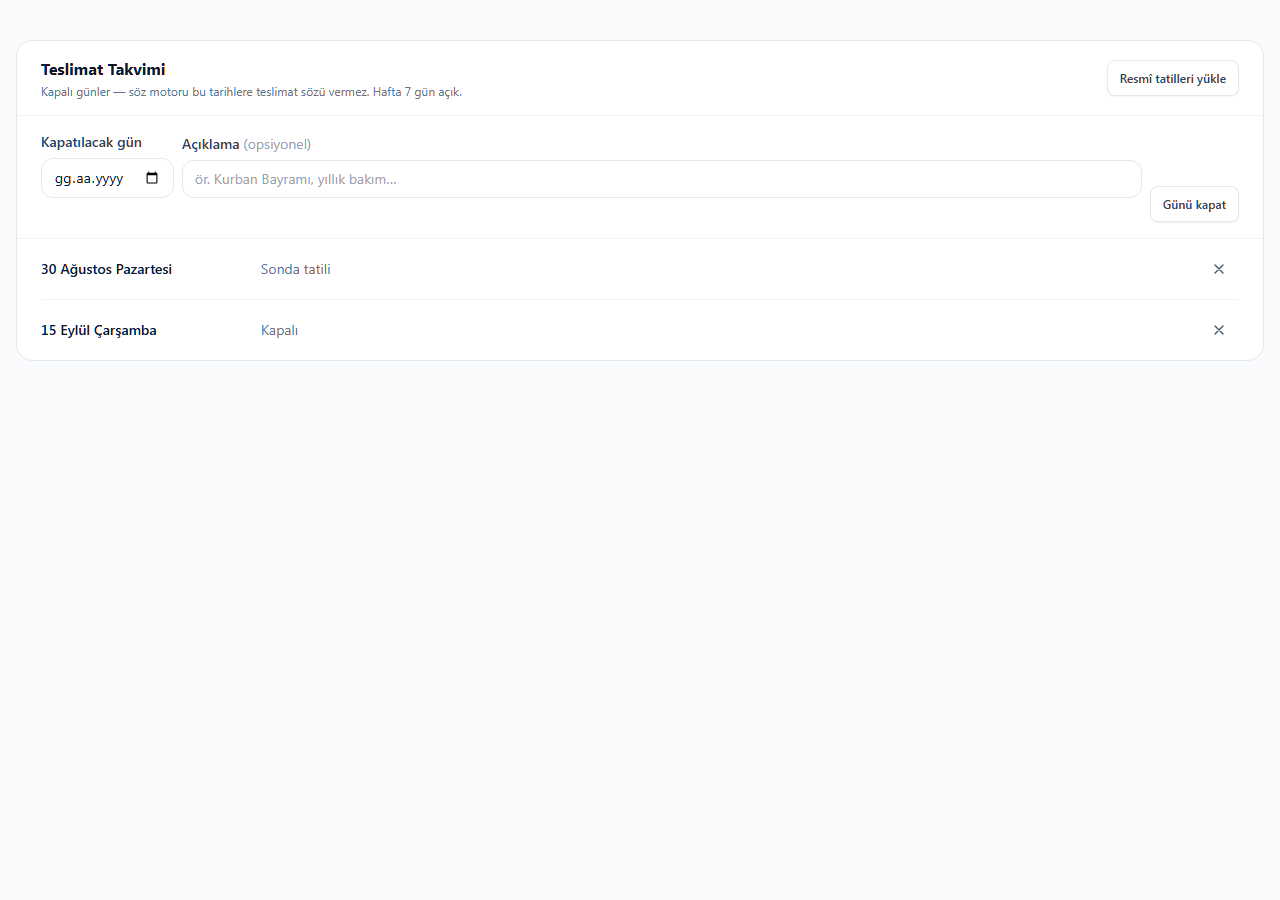 Teslimat Takvimi
Kapalı günler — söz motoru bu tarihlere teslimat sözü vermez. Hafta 7 gün açık.
Resmî tatilleri yükle
Kapatılacak gün
Açıklama (opsiyonel)
gg.aa.yyyy
ör. Kurban Bayramı, yıllık bakım…
Günü kapat
30 Ağustos Pazartesi
Sonda tatili
15 Eylül Çarşamba
Kapalı